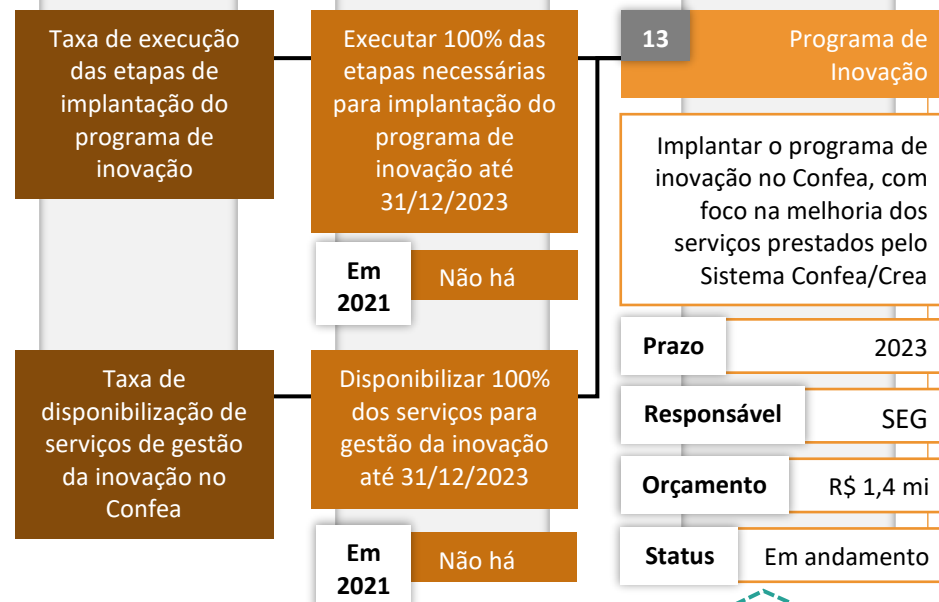 Taxa de execução
das etapas de
implantação do
programa de
inovação
Executar 100% das
etapas necessárias
para implantação do
programa de
inovação até
31/12/2023
Em
2021
Não há
13
Programa de
Inovação
Implantar o programa de
inovação no Confea, com
foco na melhoria dos
serviços prestados pelo
Sistema Confea/Crea
Prazo
2023
Responsável
SEG
Orçamento
R$ 1,4 mi
Status
Em andamento
Taxa de
disponibilização de
serviços de gestão
da inovação no
Confea
Disponibilizar 100%
dos serviços para
gestão da inovação
até 31/12/2023
Em
2021
Não há